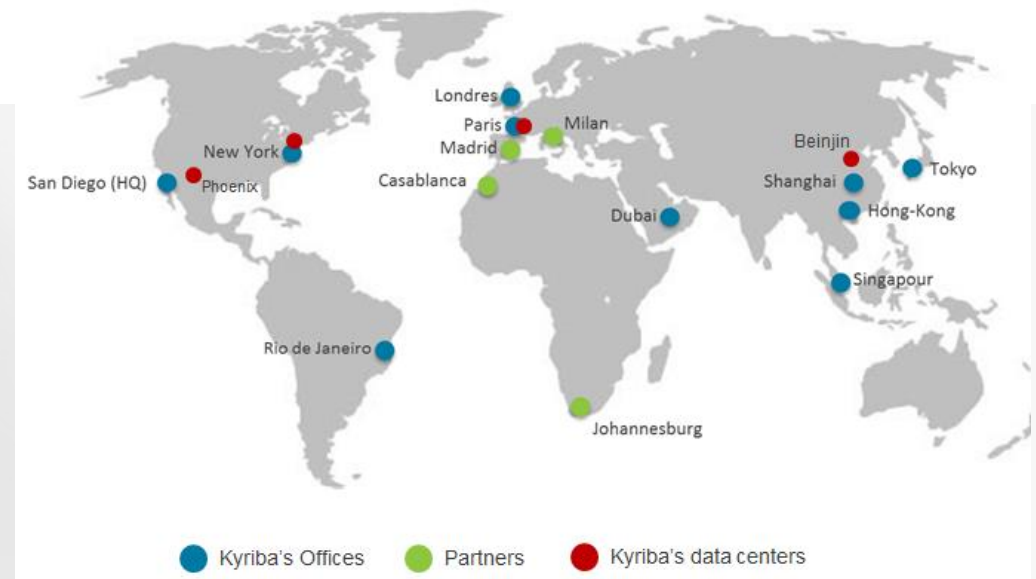 Londres
Paris
Milan
Madrid
Beinjin
New York
Tokyo
San Diego (HQ)
Phoenix
Casablanca
Shanghai
Dubai
Hong-Kong
Singapour
Rio de Janeiro
Johannesburg
Kyriba's Offices
Partners
Kyriba's data centers